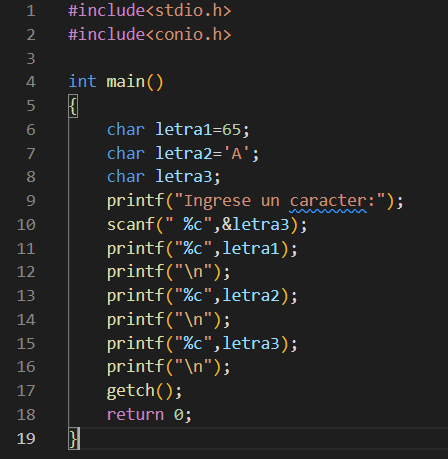 1 #include<stdio.h>
2 #include<conio.h>
3
4 int main()
5 {
6     char letra1=65;
7     char letra2='A';
8     char letra3;
9     printf("Ingrese un caracter:");
10     scanf(" %c",&letra3);
11     printf("%c",letra1);
12     printf("\n");
13     printf("%c",letra2);
14     printf("\n");
15     printf("%c",letra3);
16     printf("\n");
17     getch();
18     return 0;
19 }